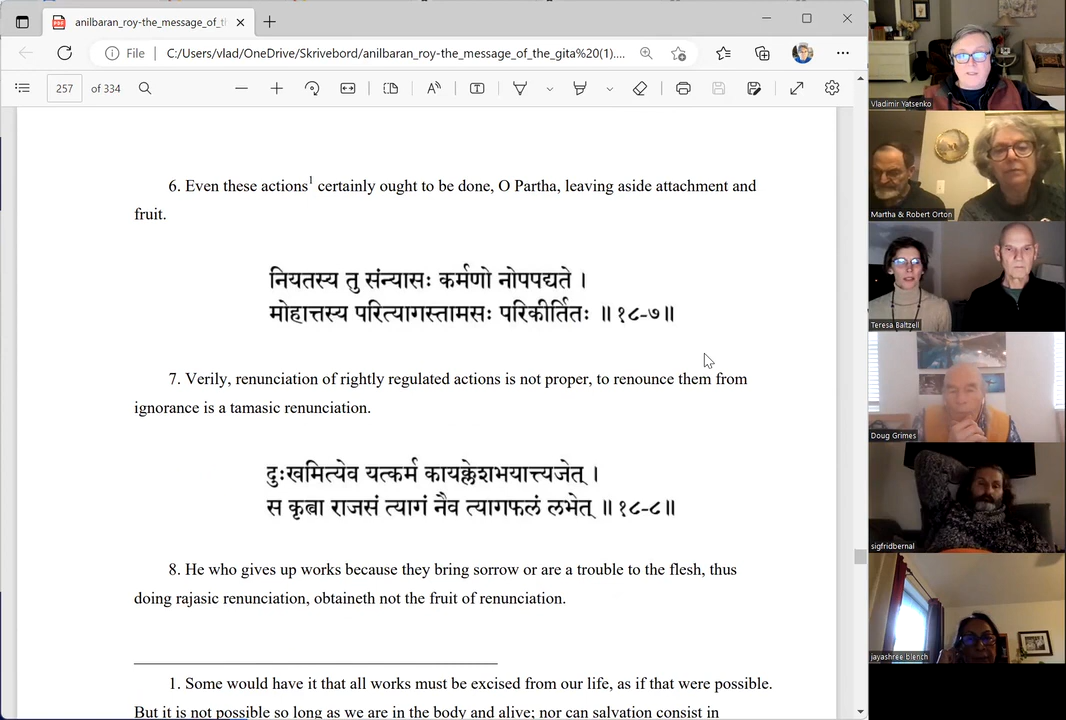 anilbaran_roy-the_message_of_th
File
C:/Users/vlad/OneDrive/Skrivebord/anilbaran_roy-the_message_of_the_gita%20(1)....
257 of 334
6. Even these actions1 certainly ought to be done, O Partha, leaving aside attachment and
fruit.
नियतस्य तु संन्यासः कर्मणो नोपपद्यते ।
मोहात्तस्य परित्यागस्तामसः परिकीर्तितः ॥ १८-७॥
7. Verily, renunciation of rightly regulated actions is not proper, to renounce them from
ignorance is a tamasic renunciation.
दुःखमित्येव यत्कर्म कायक्लेशभयात्त्यजेत् ।
स कृत्वा राजसं त्यागं नैव त्यागफलं लभेत् ॥ १८-८॥
8. He who gives up works because they bring sorrow or are a trouble to the flesh, thus
doing rajasic renunciation, obtaineth not the fruit of renunciation.
1. Some would have it that all works must be excised from our life, as if that were possible.
But it is not possible so long as we are in the body and alive; nor can salvation consist in
Vladimir Yatsenko
Martha & Robert Orton
Teresa Baltzell
Doug Grimes
sigfridbernal
jayashree blench